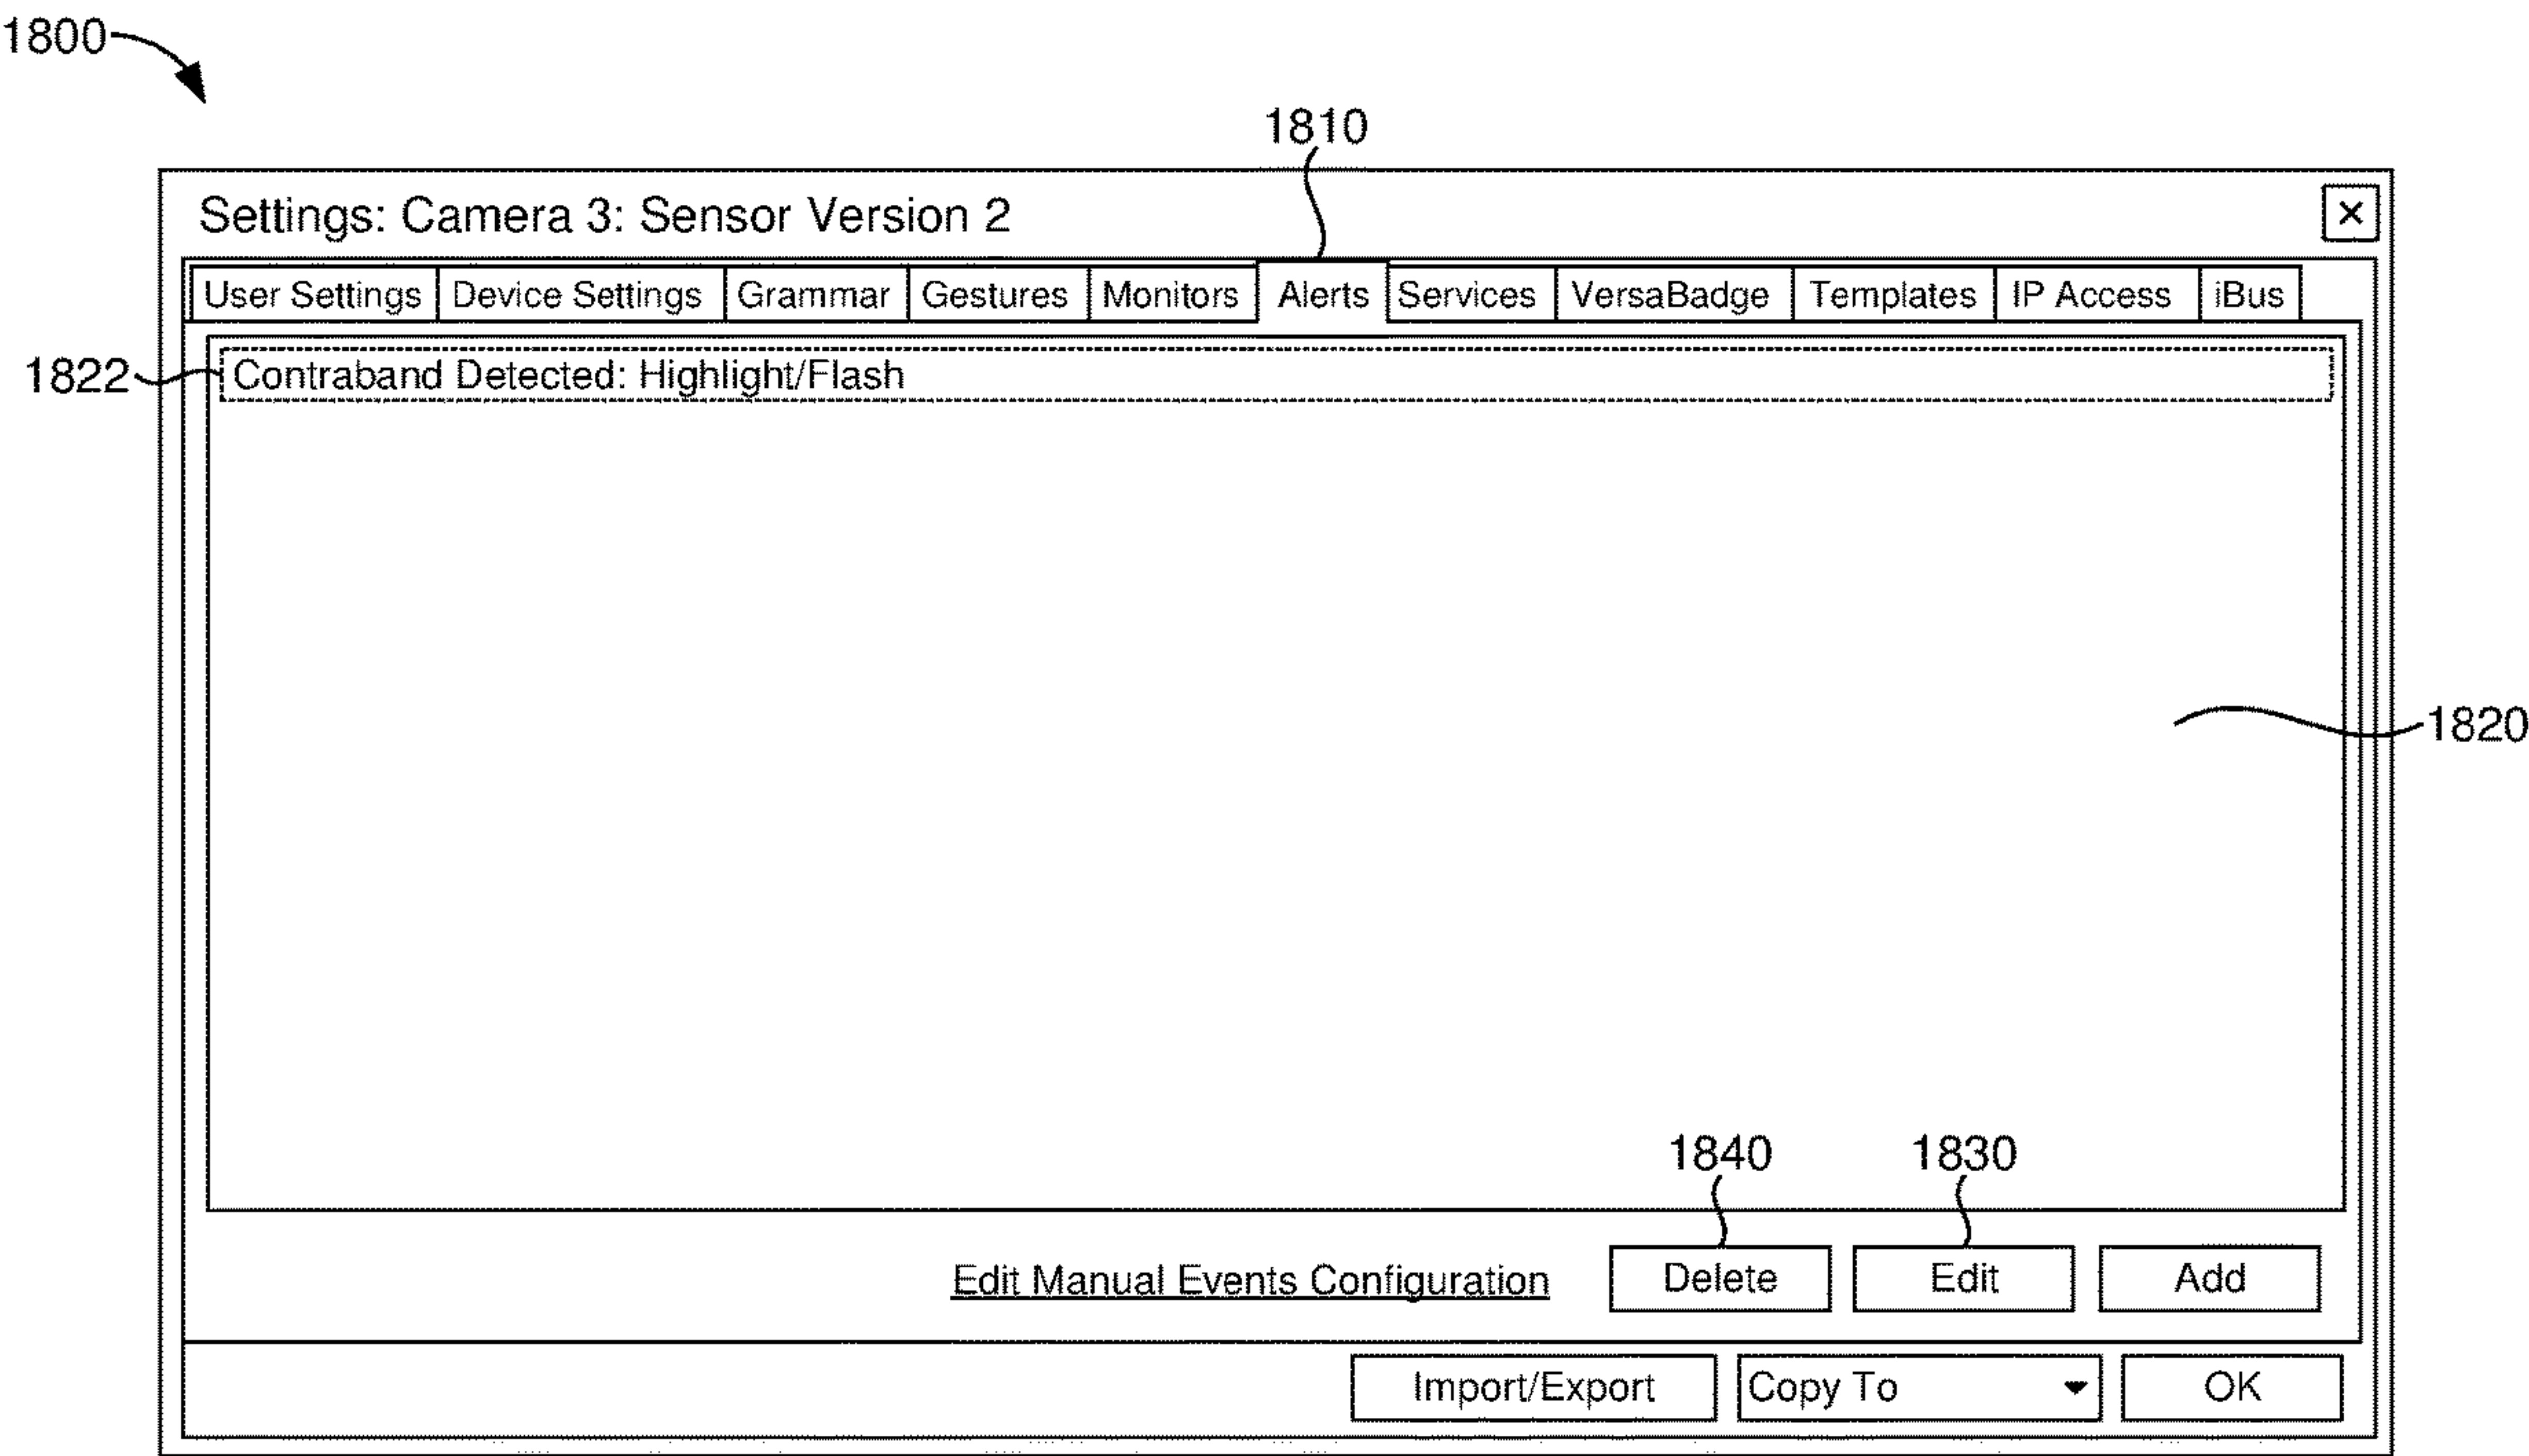 1800
1810
Settings: Camera 3: Sensor Version 2 ×
User Settings Device Settings Grammar Gestures Monitors Alerts Services VersaBadge Templates IP Access iBus
1822 Contraband Detected: Highlight/Flash
1820
1840 1830
Edit Manual Events Configuration Delete Edit Add
Import/Export Copy To OK